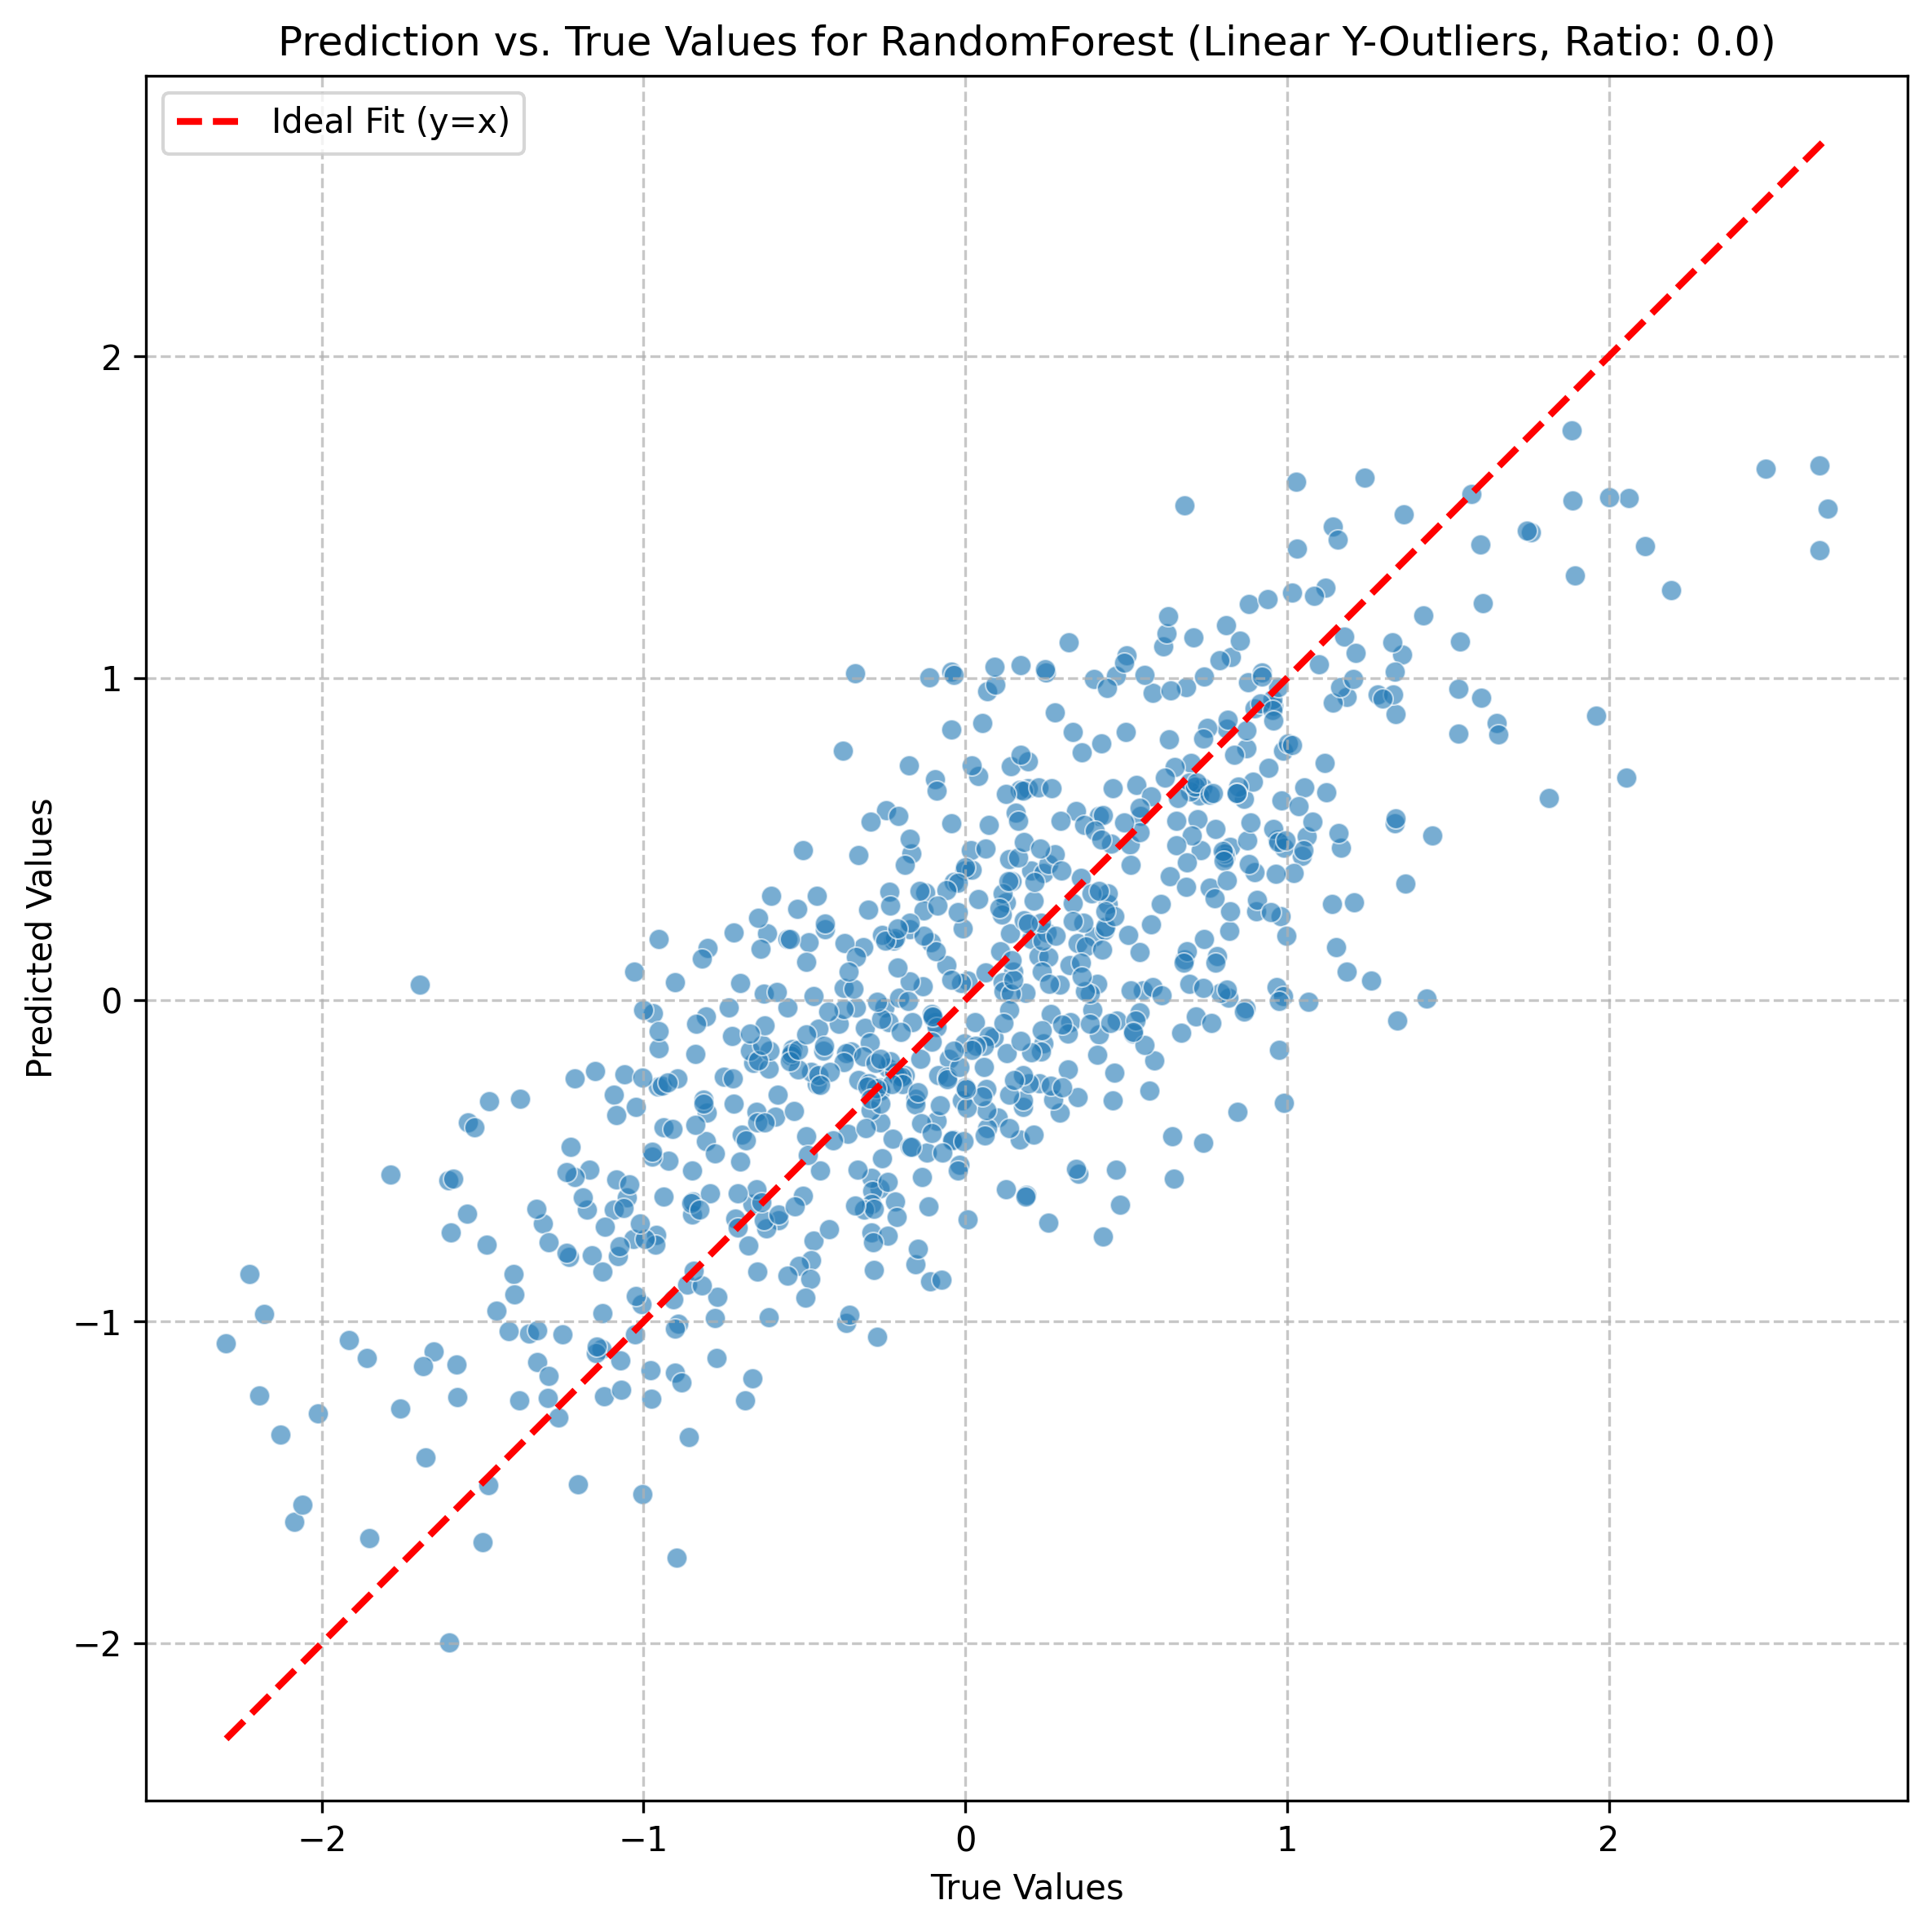 Prediction vs. True Values for RandomForest (Linear Y-Outliers, Ratio: 0.0)
Ideal Fit (y=x)
Predicted Values
2
1
0
−1
−2
−2
−1
0
1
2
True Values